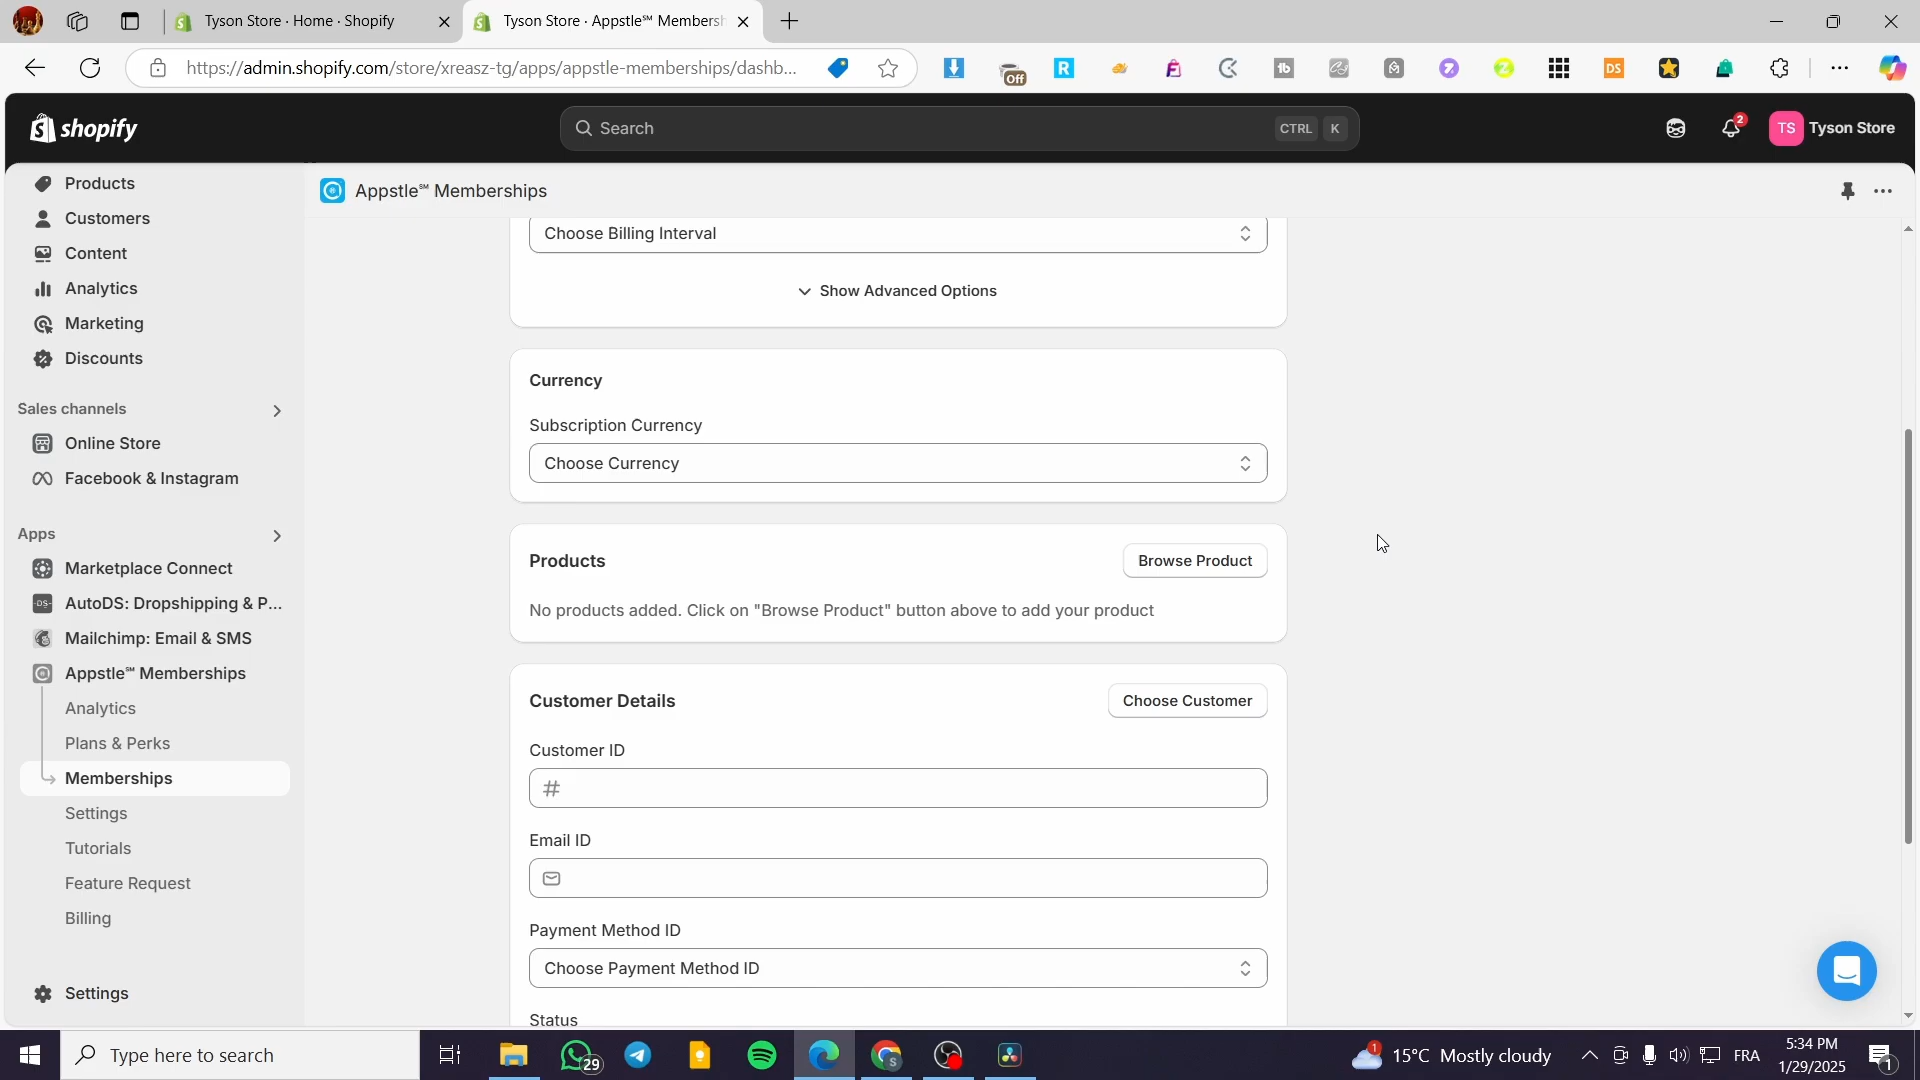 Tyson Store · Home · Shopify
Tyson Store · Appstle℠ Membersh
https://admin.shopify.com/store/xreasz-tg/apps/appstle-memberships/dashb...
Off
R
tb
DS
shopify
Search
CTRL K
2
TS Tyson Store
Products
Customers
Content
Analytics
Marketing
Discounts
Sales channels
Online Store
Facebook & Instagram
Apps
Marketplace Connect
AutoDS: Dropshipping & P...
Mailchimp: Email & SMS
Appstle℠ Memberships
Analytics
Plans & Perks
Memberships
Settings
Tutorials
Feature Request
Billing
Settings
Appstle℠ Memberships
Choose Billing Interval
Show Advanced Options
Currency
Subscription Currency
Choose Currency
Products
Browse Product
No products added. Click on "Browse Product" button above to add your product
Customer Details
Choose Customer
Customer ID
#
Email ID
Payment Method ID
Choose Payment Method ID
Status
Type here to search
29
1
15°C Mostly cloudy
FRA
5:34 PM
1/29/2025
1